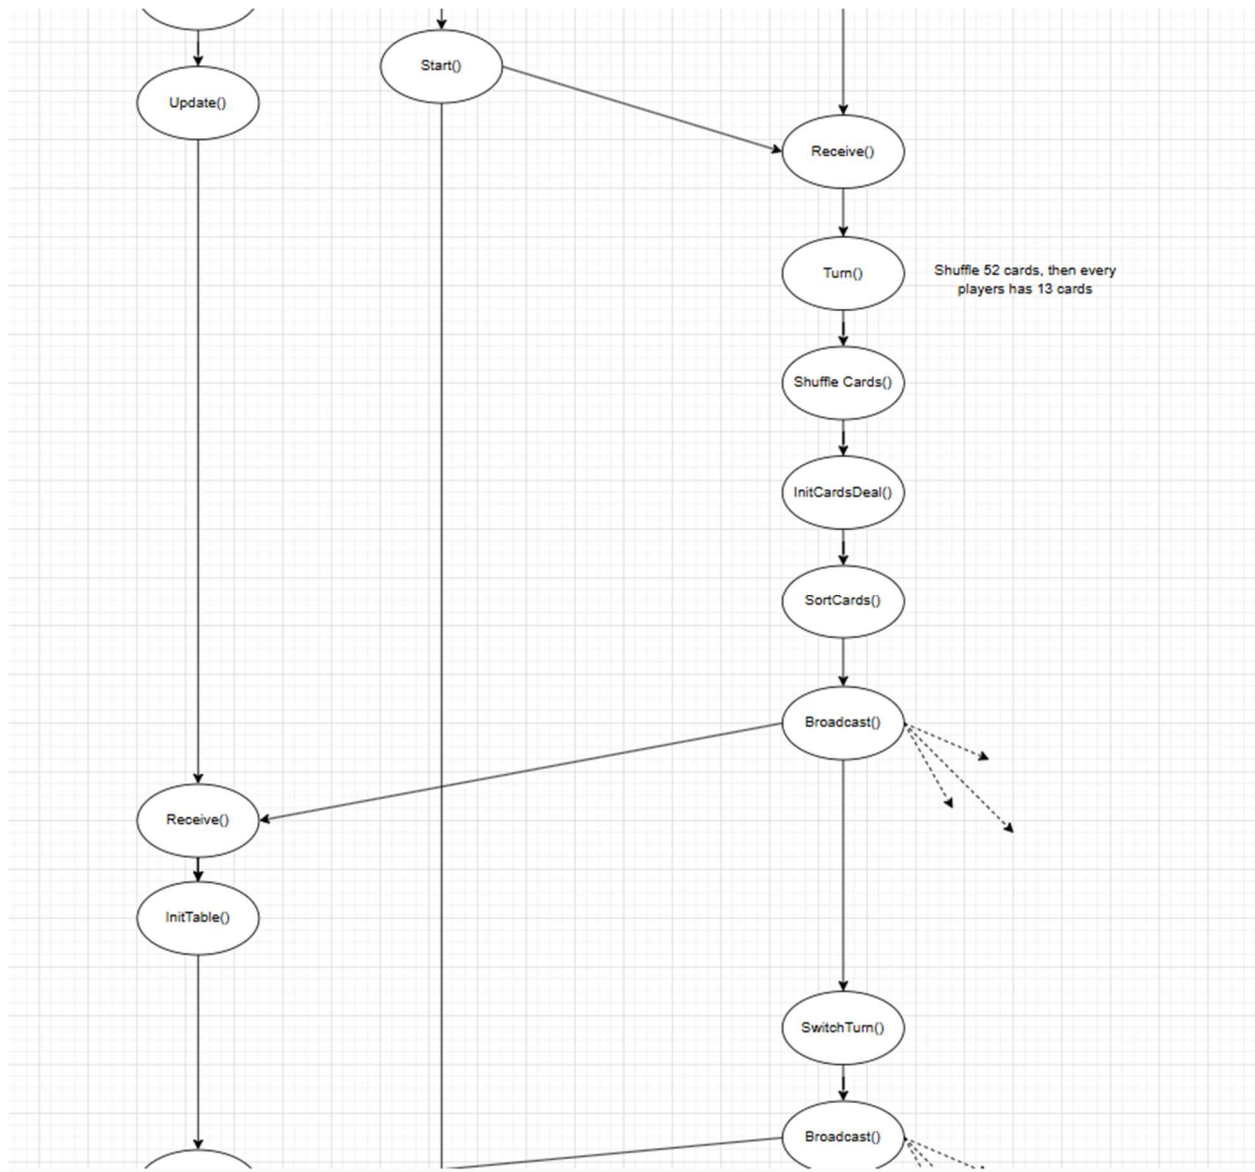 Start()
Update()
Receive()
Turn()
Shuffle 52 cards, then every
players has 13 cards
Shuffle Cards()
InitCardsDeal()
SortCards()
Broadcast()
Receive()
InitTable()
SwitchTurn()
Broadcast()